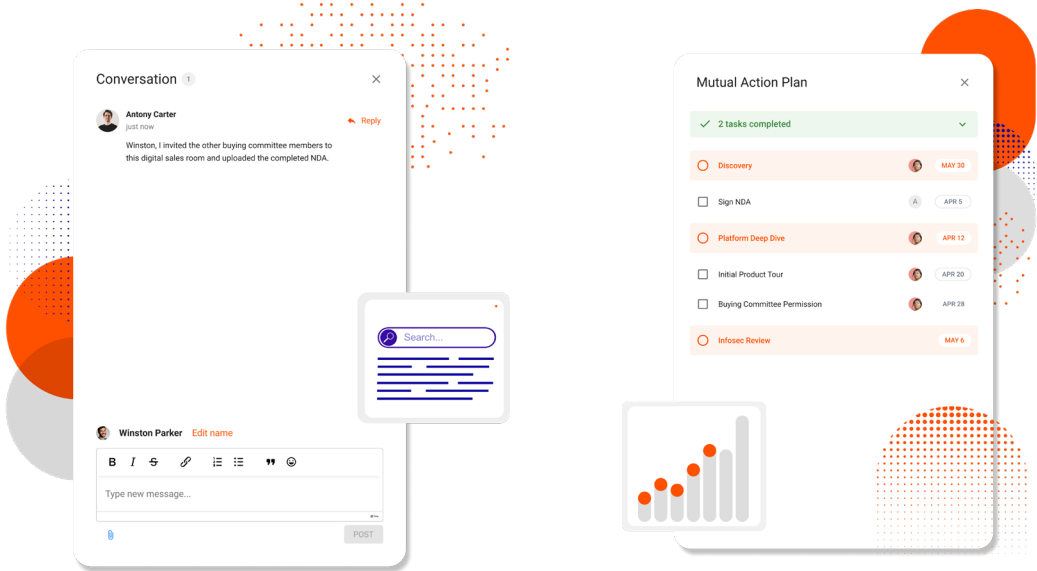 Conversation 1
Antony Carter
just now
Reply
Winston, I invited the other buying committee members to
this digital sales room and uploaded the completed NDA.
Search...
Winston Parker Edit name
B I S
Type new message...
POST
Mutual Action Plan
2 tasks completed
Discovery MAY 30
Sign NDA A APR 5
Platform Deep Dive APR 12
Initial Product Tour APR 20
Buying Committee Permission APR 28
Infosec Review MAY 6